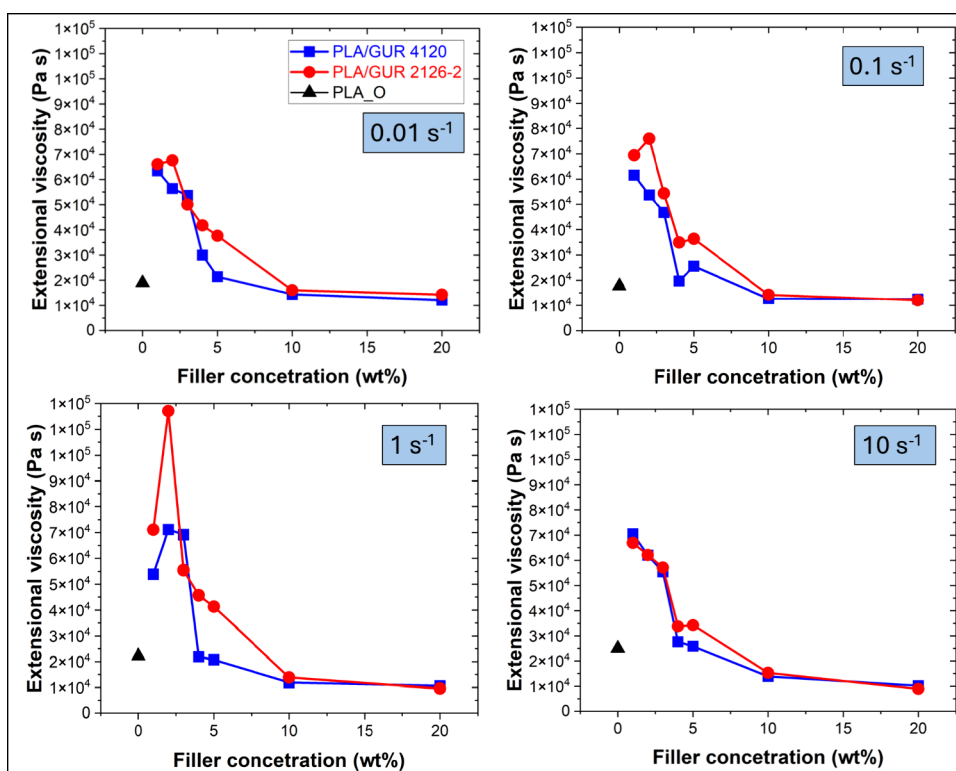 Extensional viscosity (Pa s)
1×10⁵
1×10⁵
1×10⁵
9×10⁴
8×10⁴
7×10⁴
6×10⁴
5×10⁴
4×10⁴
3×10⁴
2×10⁴
1×10⁴
0
PLA/GUR 4120
PLA/GUR 2126-2
PLA_O
0.01 s⁻¹
0 5 10 15 20
Filler concetration (wt%)
Extensional viscosity (Pa s)
1×10⁵
1×10⁵
1×10⁵
9×10⁴
8×10⁴
7×10⁴
6×10⁴
5×10⁴
4×10⁴
3×10⁴
2×10⁴
1×10⁴
0
0.1 s⁻¹
0 5 10 15 20
Filler concetration (wt%)
Extensional viscosity (Pa s)
1×10⁵
1×10⁵
1×10⁵
9×10⁴
8×10⁴
7×10⁴
6×10⁴
5×10⁴
4×10⁴
3×10⁴
2×10⁴
1×10⁴
0
1 s⁻¹
0 5 10 15 20
Filler concetration (wt%)
Extensional viscosity (Pa s)
1×10⁵
1×10⁵
1×10⁵
9×10⁴
8×10⁴
7×10⁴
6×10⁴
5×10⁴
4×10⁴
3×10⁴
2×10⁴
1×10⁴
0
10 s⁻¹
0 5 10 15 20
Filler concetration (wt%)